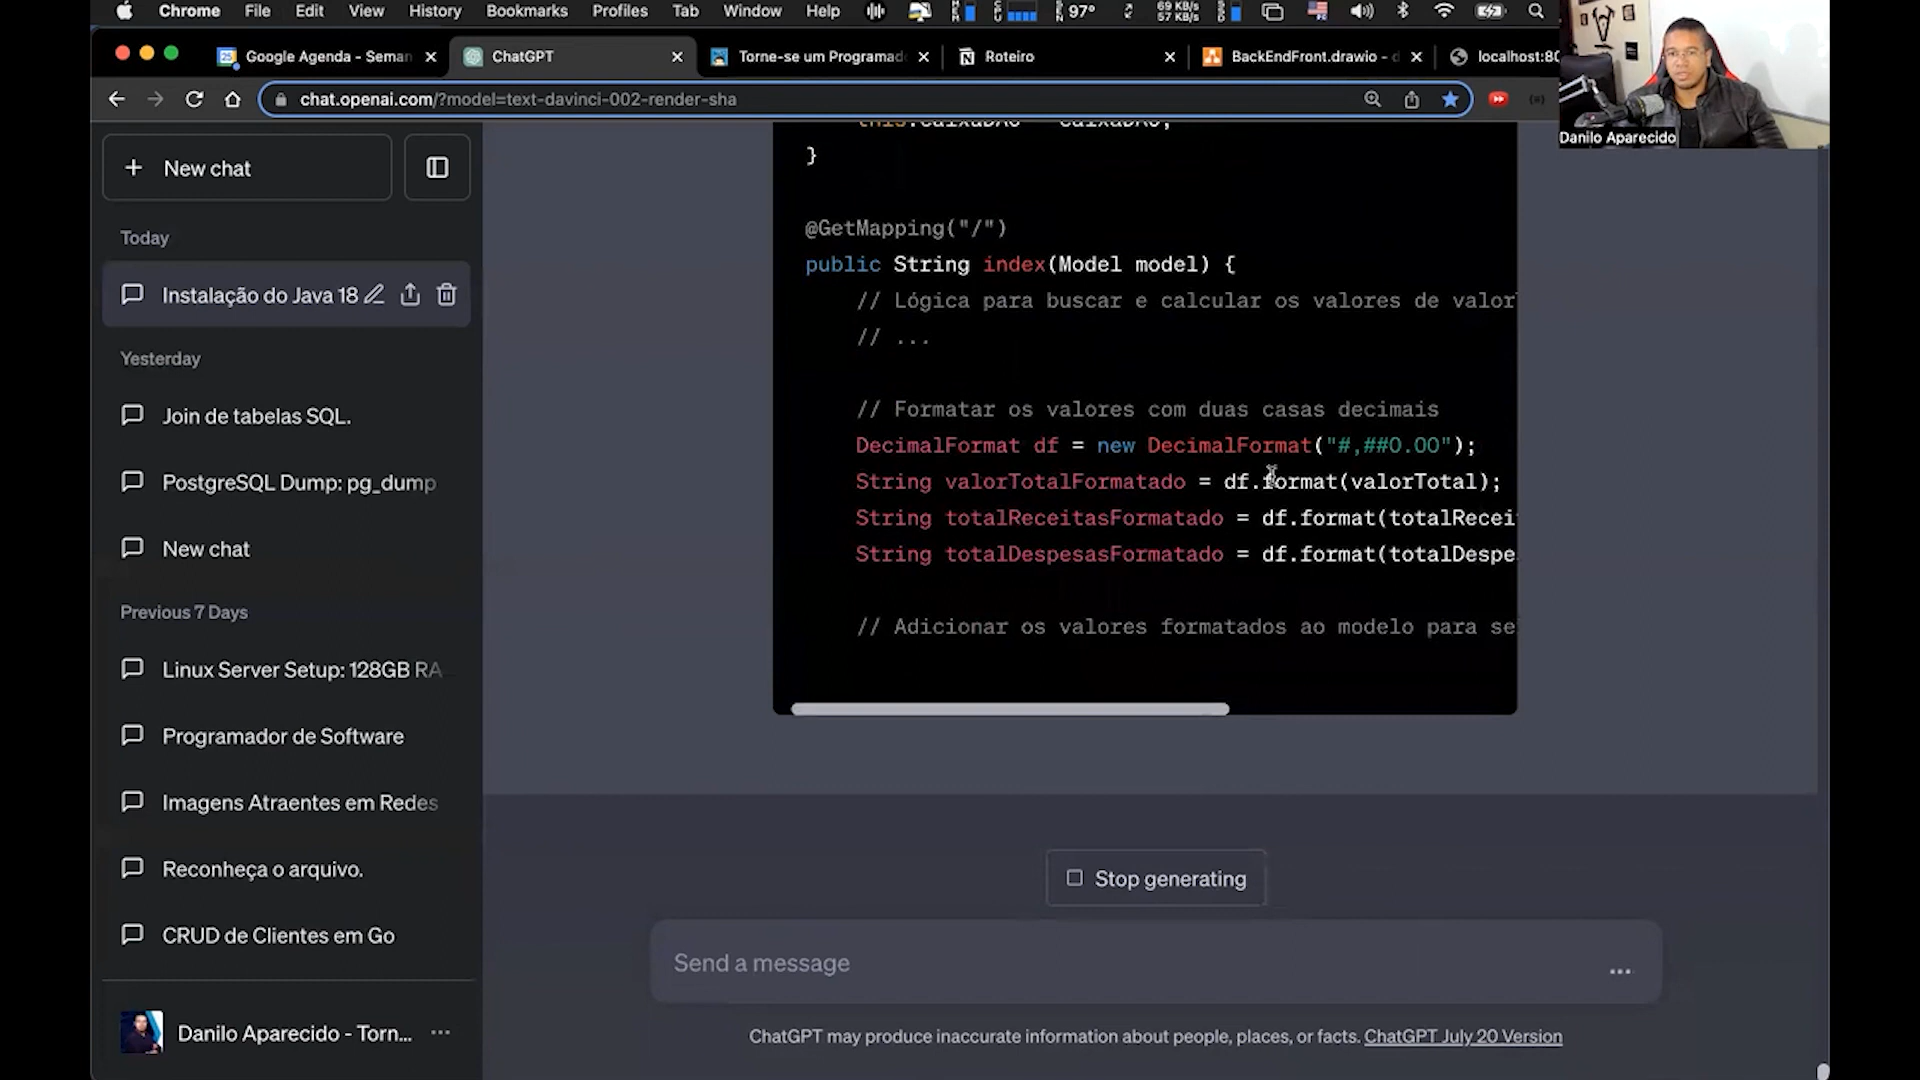 Chrome File Edit View History Bookmarks Profiles Tab Window Help 97° 69 KB/s 57 KB/s
Google Agenda - Seman
ChatGPT
Torne-se um Programad
Roteiro
BackEndFront.drawio - d
localhost:80
chat.openai.com/?model=text-davinci-002-render-sha
Danilo Aparecido
New chat
Today
Instalação do Java 18
Yesterday
Join de tabelas SQL.
PostgreSQL Dump: pg_dump
New chat
Previous 7 Days
Linux Server Setup: 128GB RA
Programador de Software
Imagens Atraentes em Redes
Reconheça o arquivo.
CRUD de Clientes em Go
Danilo Aparecido - Torn...
}
@GetMapping("/")
public String index(Model model) {
// Lógica para buscar e calcular os valores de valor
// ...
// Formatar os valores com duas casas decimais
DecimalFormat df = new DecimalFormat("#,##0.00");
String valorTotalFormatado = df.format(valorTotal);
String totalReceitasFormatado = df.format(totalRecei
String totalDespesasFormatado = df.format(totalDespe
// Adicionar os valores formatados ao modelo para se
Stop generating
Send a message
ChatGPT may produce inaccurate information about people, places, or facts. ChatGPT July 20 Version